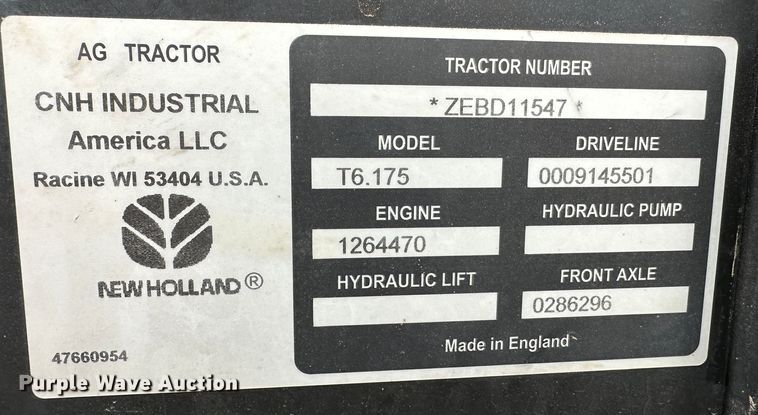 AG TRACTOR
CNH INDUSTRIAL
America LLC
Racine WI 53404 U.S.A.
NEW HOLLAND®
47660954
TRACTOR NUMBER
*ZEBD11547*
MODEL
T6.175
DRIVELINE
0009145501
ENGINE
1264470
HYDRAULIC PUMP
HYDRAULIC LIFT
FRONT AXLE
0286296
Made in England
Purple Wave Auction